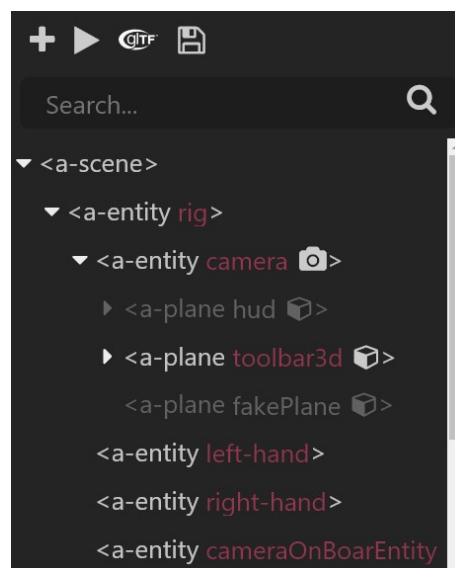 glTF
Search...
<a-scene>
<a-entity rig>
<a-entity camera >
<a-plane hud >
<a-plane toolbar3d >
<a-plane fakePlane >
<a-entity left-hand>
<a-entity right-hand>
<a-entity cameraOnBoarEntity